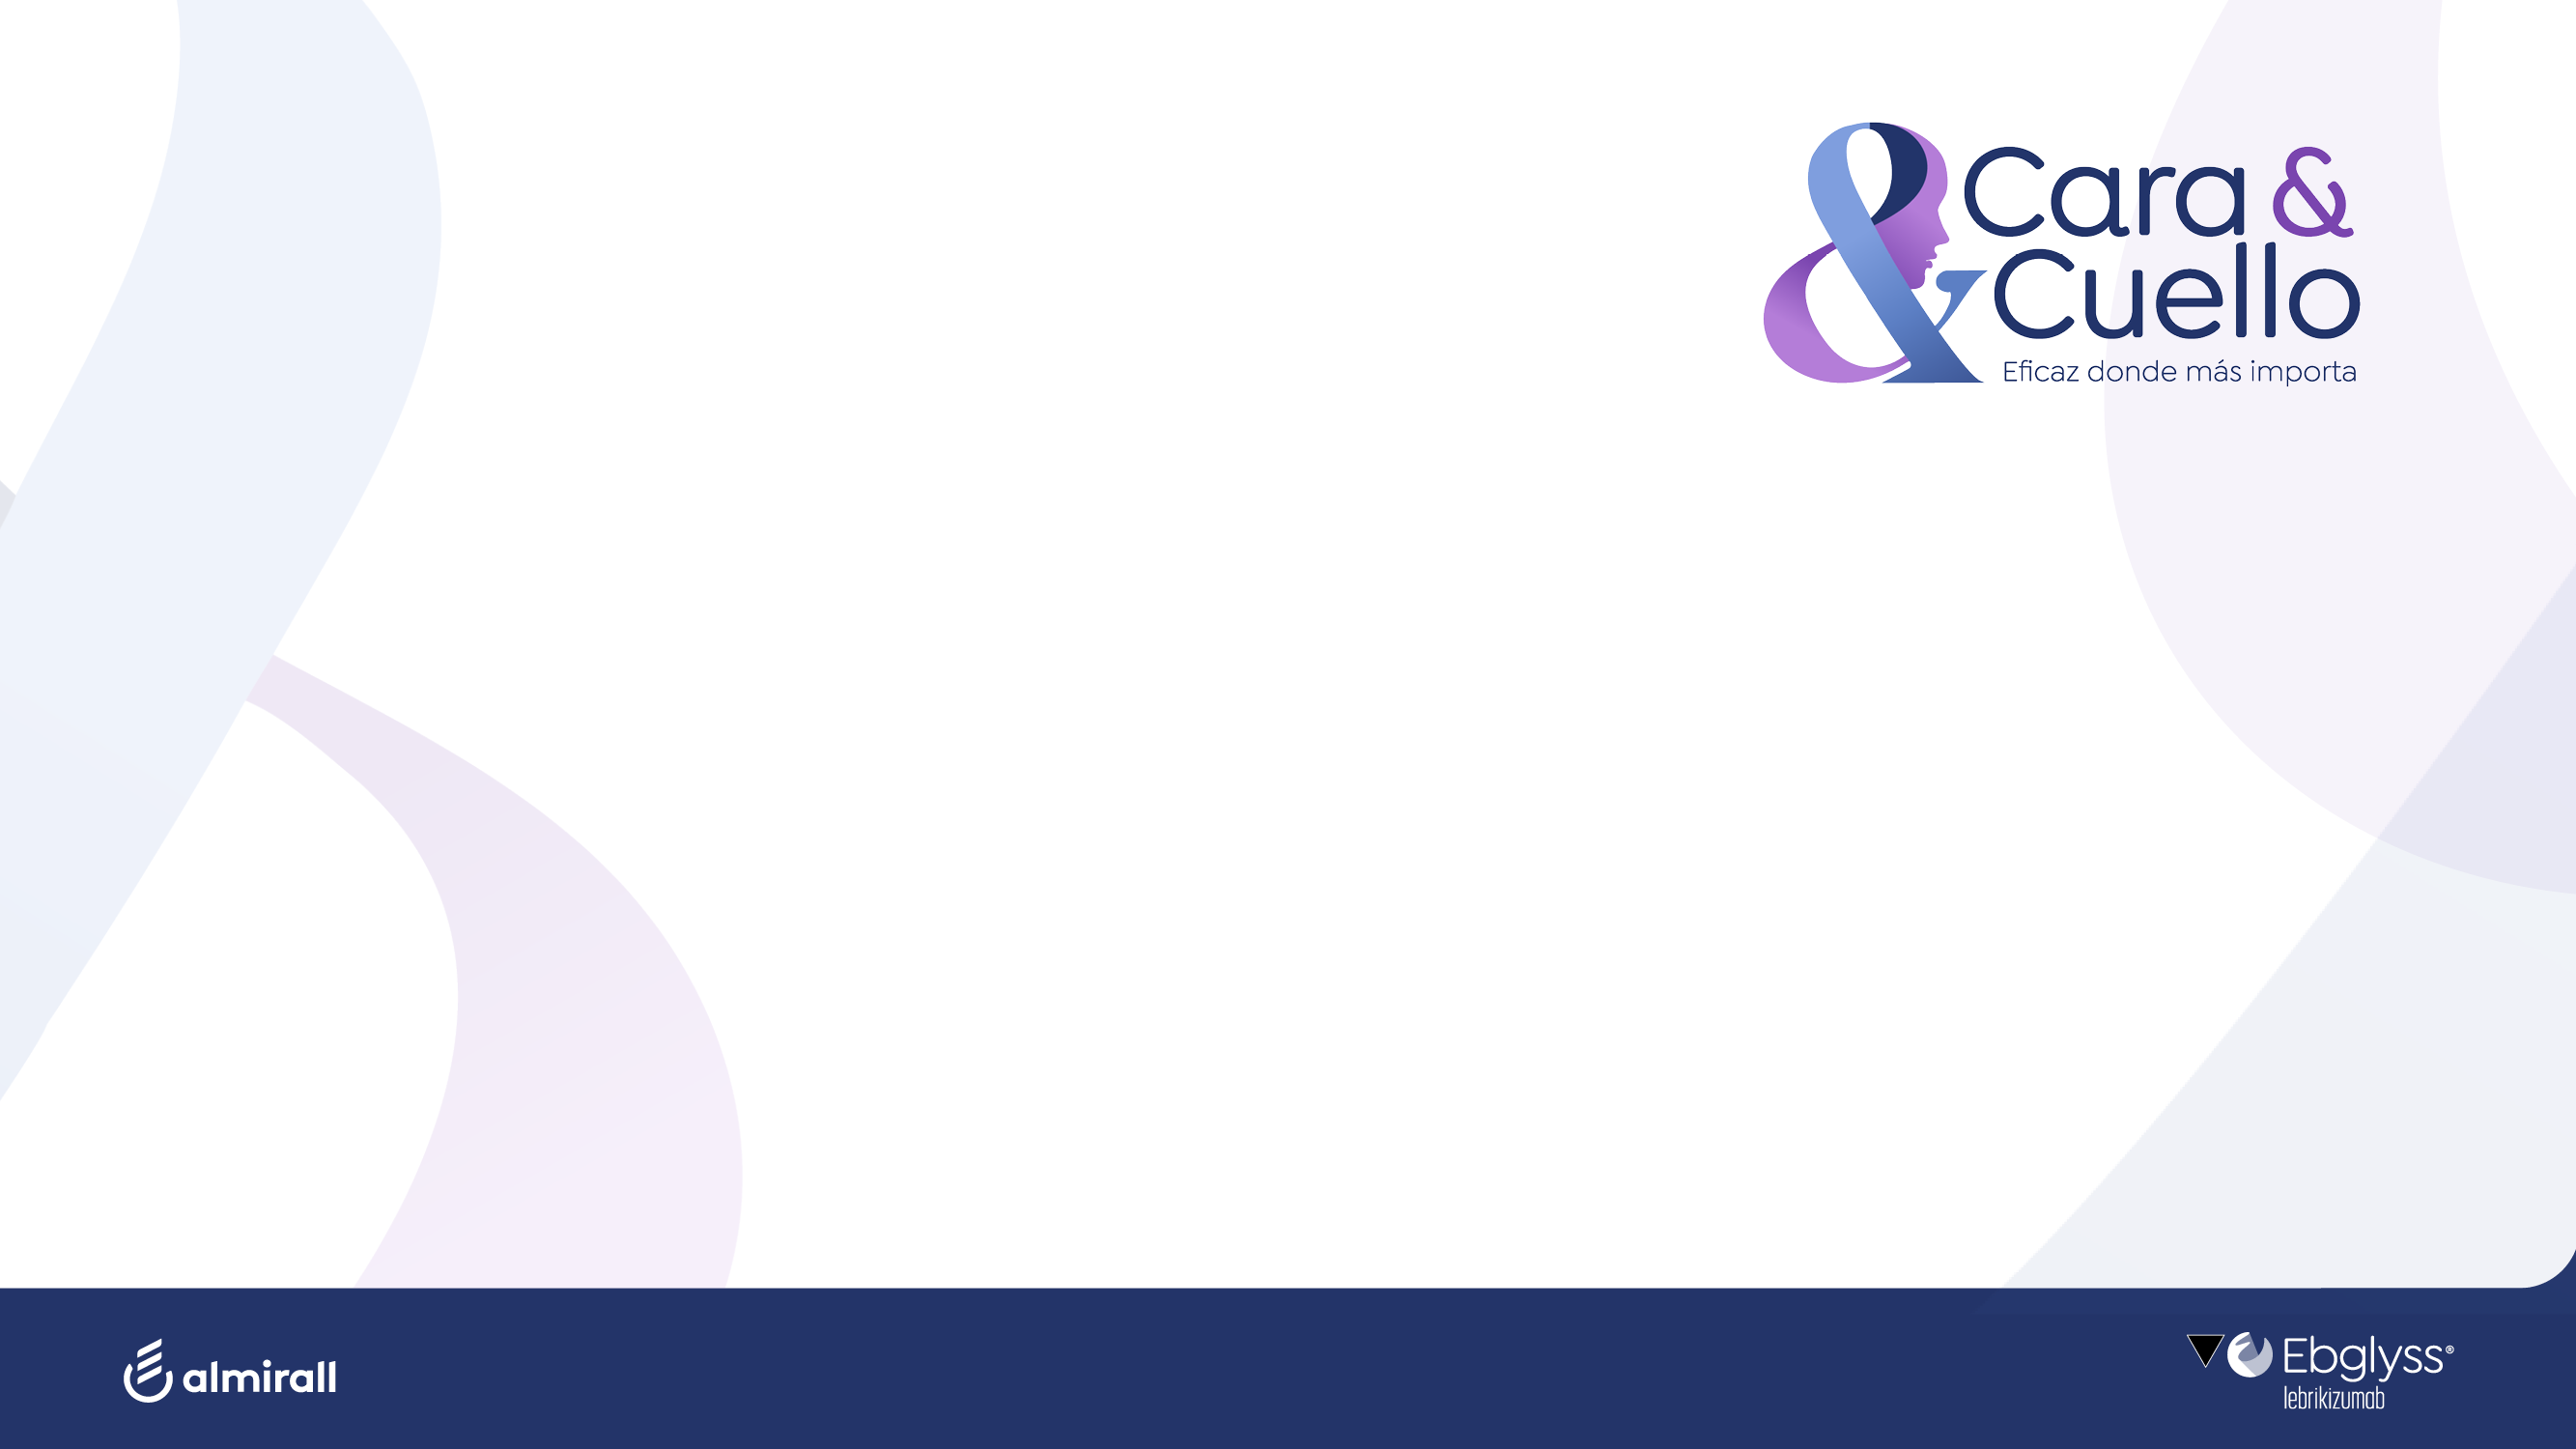 Cara &
Cuello
Eficaz donde más importa
almirall
Ebglyss®
lebrikizumab